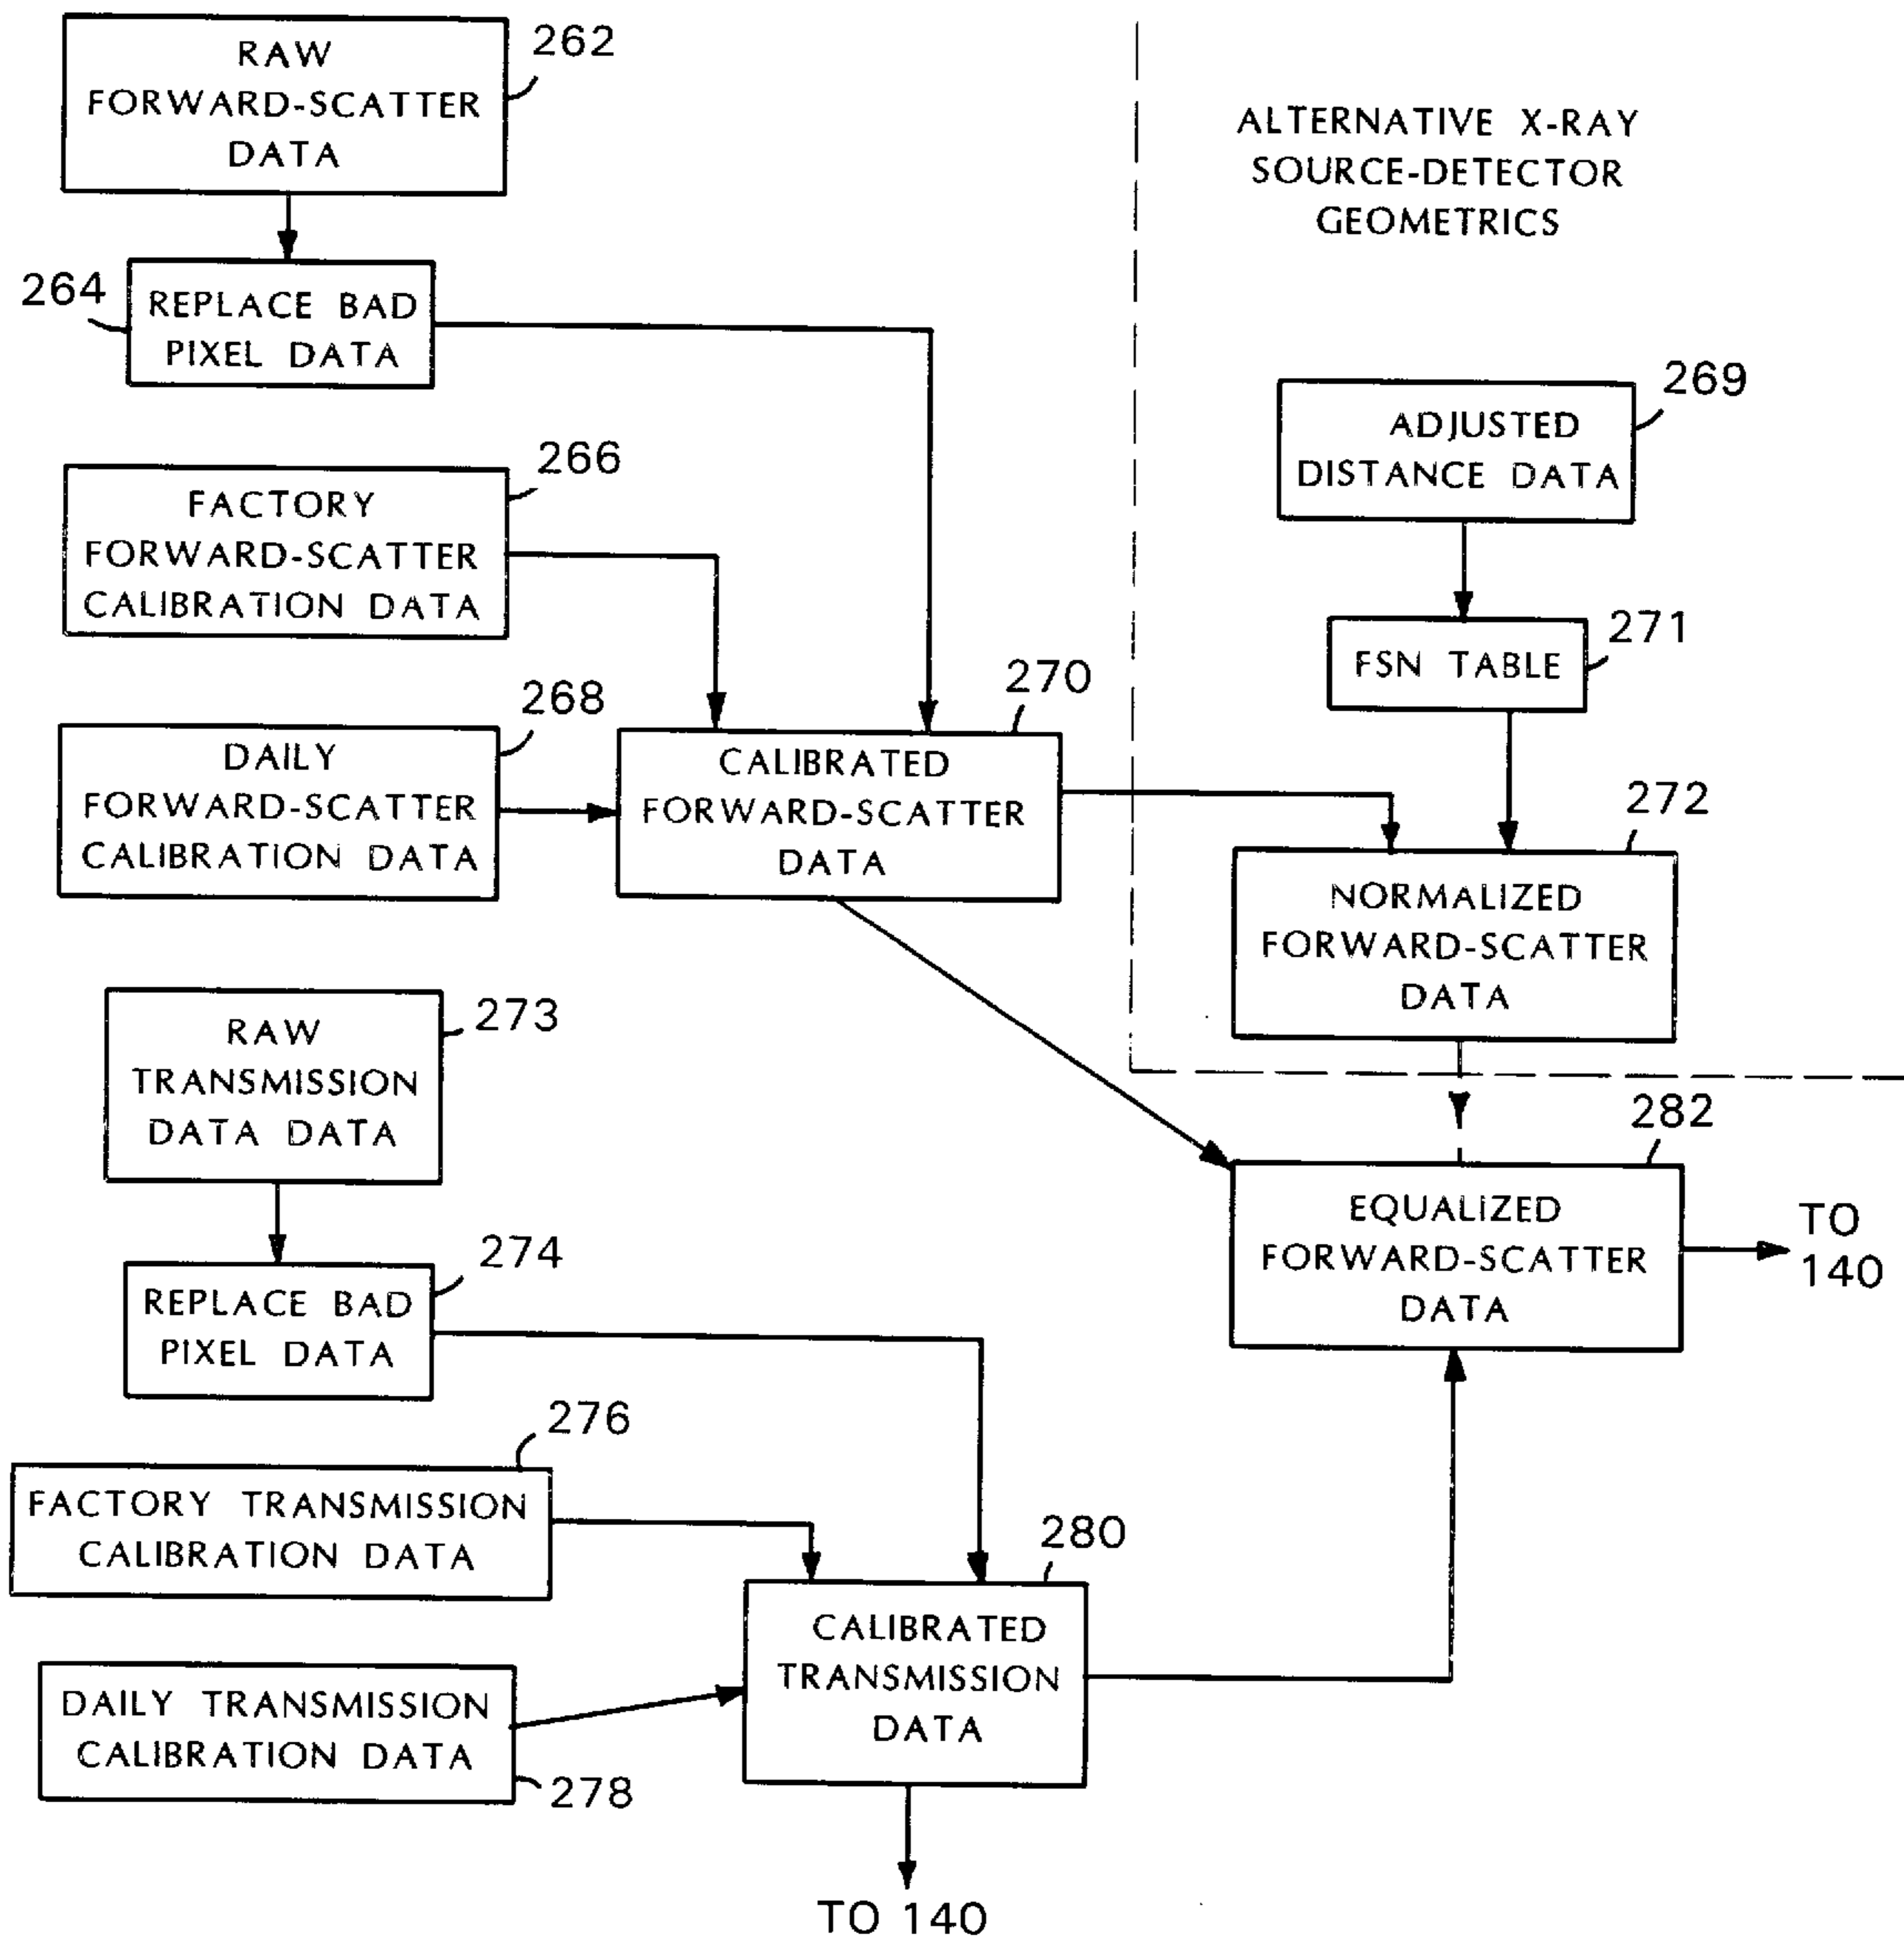 RAW
FORWARD-SCATTER
DATA
262
264
REPLACE BAD
PIXEL DATA
266
FACTORY
FORWARD-SCATTER
CALIBRATION DATA
268
DAILY
FORWARD-SCATTER
CALIBRATION DATA
270
CALIBRATED
FORWARD-SCATTER
DATA
ALTERNATIVE X-RAY
SOURCE-DETECTOR
GEOMETRICS
269
ADJUSTED
DISTANCE DATA
271
FSN TABLE
272
NORMALIZED
FORWARD-SCATTER
DATA
273
RAW
TRANSMISSION
DATA DATA
274
REPLACE BAD
PIXEL DATA
276
FACTORY TRANSMISSION
CALIBRATION DATA
DAILY TRANSMISSION
CALIBRATION DATA
278
280
CALIBRATED
TRANSMISSION
DATA
TO 140
282
EQUALIZED
FORWARD-SCATTER
DATA
TO
140